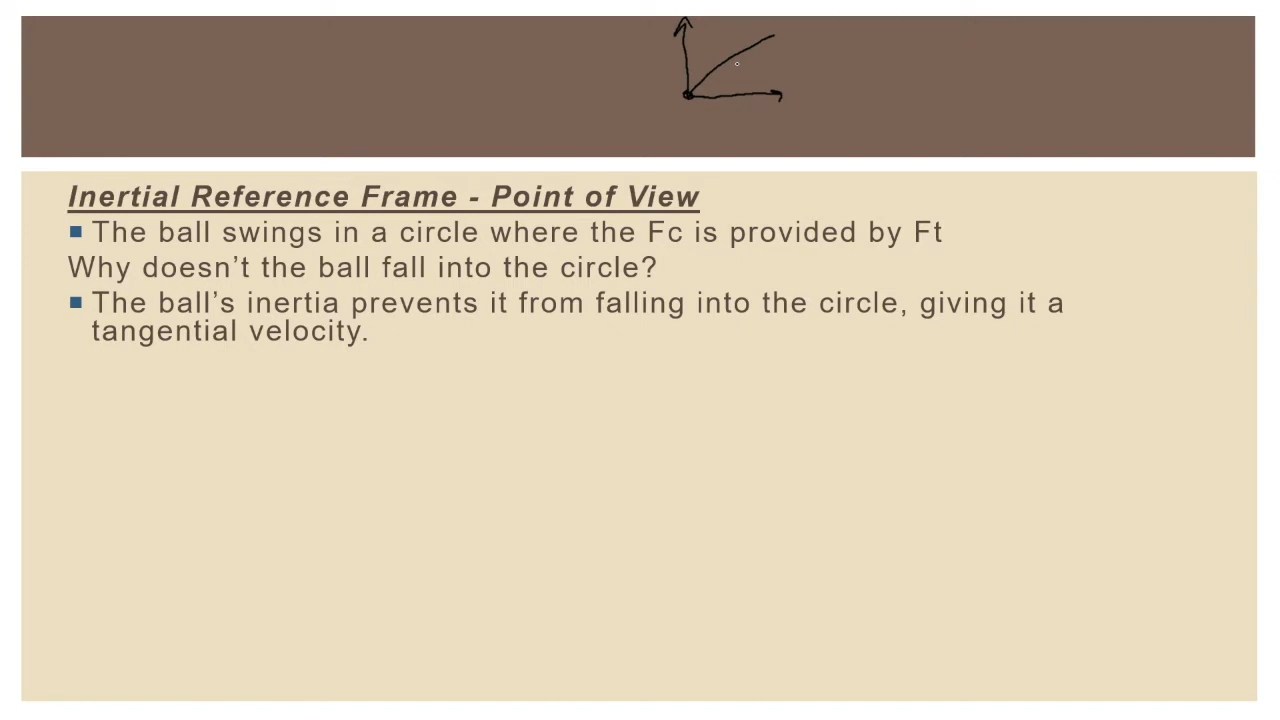 Inertial Reference Frame - Point of View
The ball swings in a circle where the Fc is provided by Ft
Why doesn’t the ball fall into the circle?
The ball’s inertia prevents it from falling into the circle, giving it a
tangential velocity.